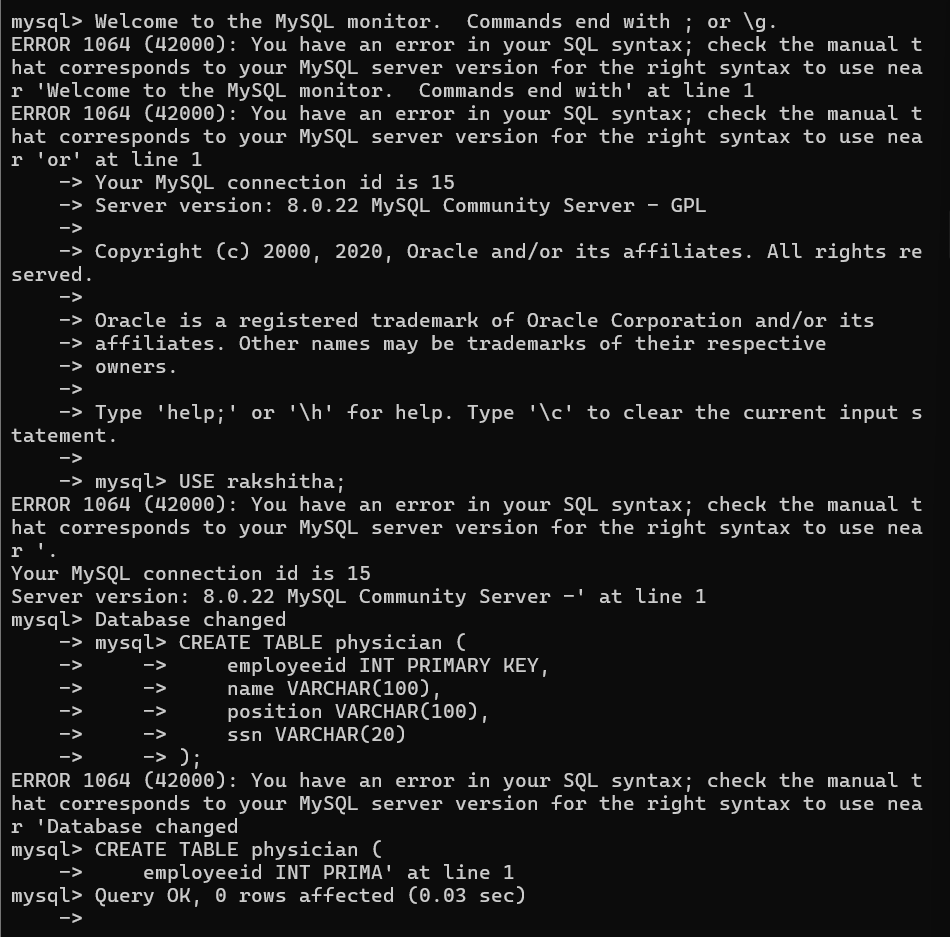 mysql> Welcome to the MySQL monitor.  Commands end with ; or \g.
ERROR 1064 (42000): You have an error in your SQL syntax; check the manual t
hat corresponds to your MySQL server version for the right syntax to use nea
r 'Welcome to the MySQL monitor.  Commands end with' at line 1
ERROR 1064 (42000): You have an error in your SQL syntax; check the manual t
hat corresponds to your MySQL server version for the right syntax to use nea
r 'or' at line 1
    -> Your MySQL connection id is 15
    -> Server version: 8.0.22 MySQL Community Server - GPL
    ->
    -> Copyright (c) 2000, 2020, Oracle and/or its affiliates. All rights re
served.
    ->
    -> Oracle is a registered trademark of Oracle Corporation and/or its
    -> affiliates. Other names may be trademarks of their respective
    -> owners.
    ->
    -> Type 'help;' or '\h' for help. Type '\c' to clear the current input s
tatement.
    ->
    -> mysql> USE rakshitha;
ERROR 1064 (42000): You have an error in your SQL syntax; check the manual t
hat corresponds to your MySQL server version for the right syntax to use nea
r '.
Your MySQL connection id is 15
Server version: 8.0.22 MySQL Community Server -' at line 1
mysql> Database changed
    -> mysql> CREATE TABLE physician (
    ->     ->     employeeid INT PRIMARY KEY,
    ->     ->     name VARCHAR(100),
    ->     ->     position VARCHAR(100),
    ->     ->     ssn VARCHAR(20)
    ->     -> );
ERROR 1064 (42000): You have an error in your SQL syntax; check the manual t
hat corresponds to your MySQL server version for the right syntax to use nea
r 'Database changed
mysql> CREATE TABLE physician (
    ->     employeeid INT PRIMA' at line 1
mysql> Query OK, 0 rows affected (0.03 sec)
    ->